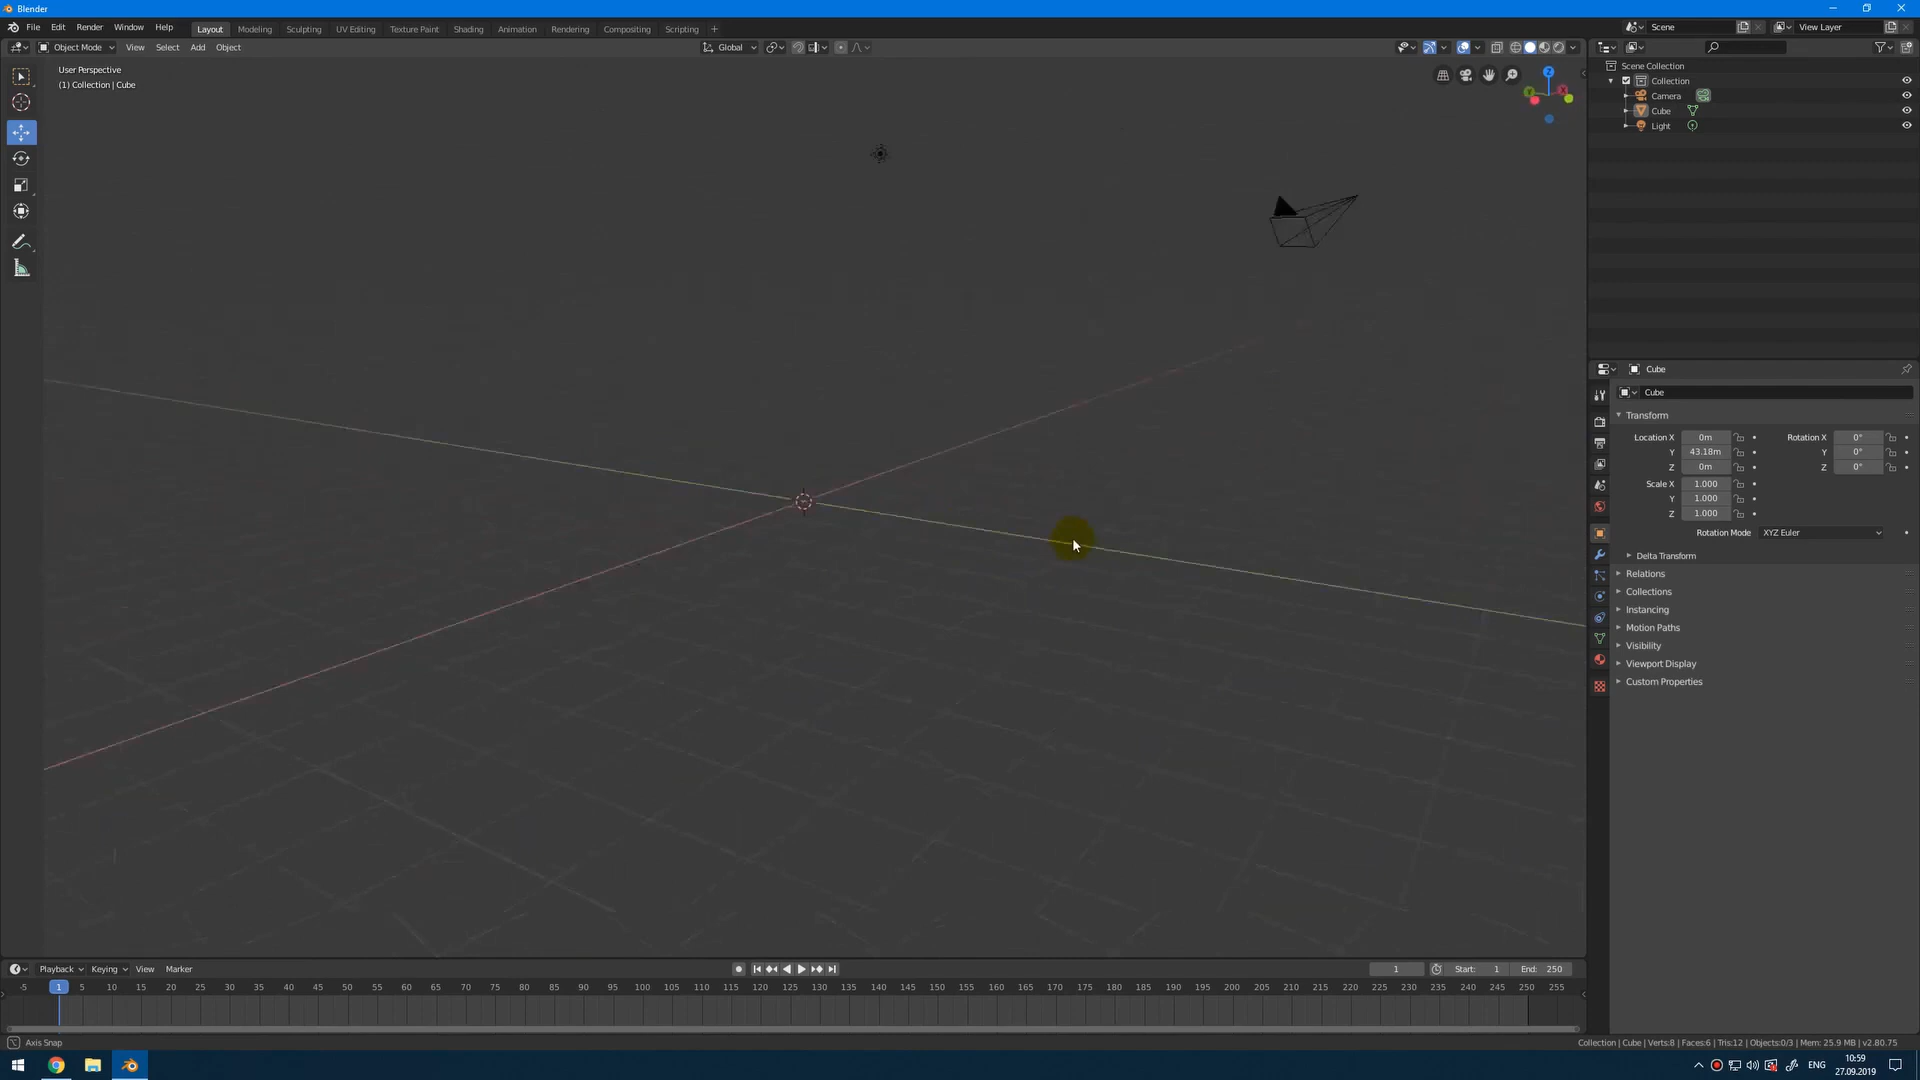 Blender
File Edit Render Window Help Layout Modeling Sculpting UV Editing Texture Paint Shading Animation Rendering Compositing Scripting + Scene View Layer
Object Mode View Select Add Object Global
User Perspective
(1) Collection | Cube
Z
Y
X
Scene Collection
Collection
Camera
Cube
Light
Cube
Cube
Transform
Location X 0m Rotation X 0°
Y 43.18m Y 0°
Z 0m Z 0°
Scale X 1.000
Y 1.000
Z 1.000
Rotation Mode XYZ Euler
Delta Transform
Relations
Collections
Instancing
Motion Paths
Visibility
Viewport Display
Custom Properties
Playback Keying View Marker 1 Start: 1 End: 250
-5 1 5 10 15 20 25 30 35 40 45 50 55 60 65 70 75 80 85 90 95 100 105 110 115 120 125 130 135 140 145 150 155 160 165 170 175 180 185 190 195 200 205 210 215 220 225 230 235 240 245 250 255
Axis Snap Collection | Cube | Verts:8 | Faces:6 | Tris:12 | Objects:0/3 | Mem: 25.9 MB | v2.80.75
ENG 10:59
27.09.2019